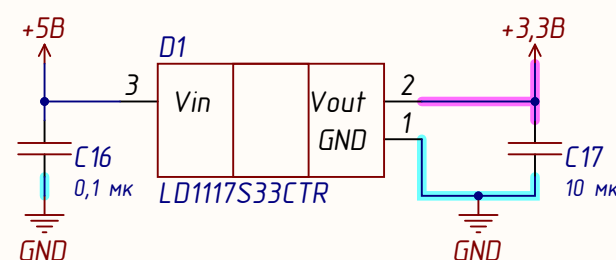 +5В
+3,3В
D1
3
Vin
Vout
2
GND
1
C16
0,1 мк
LD1117S33CTR
C17
10 мк
GND
GND